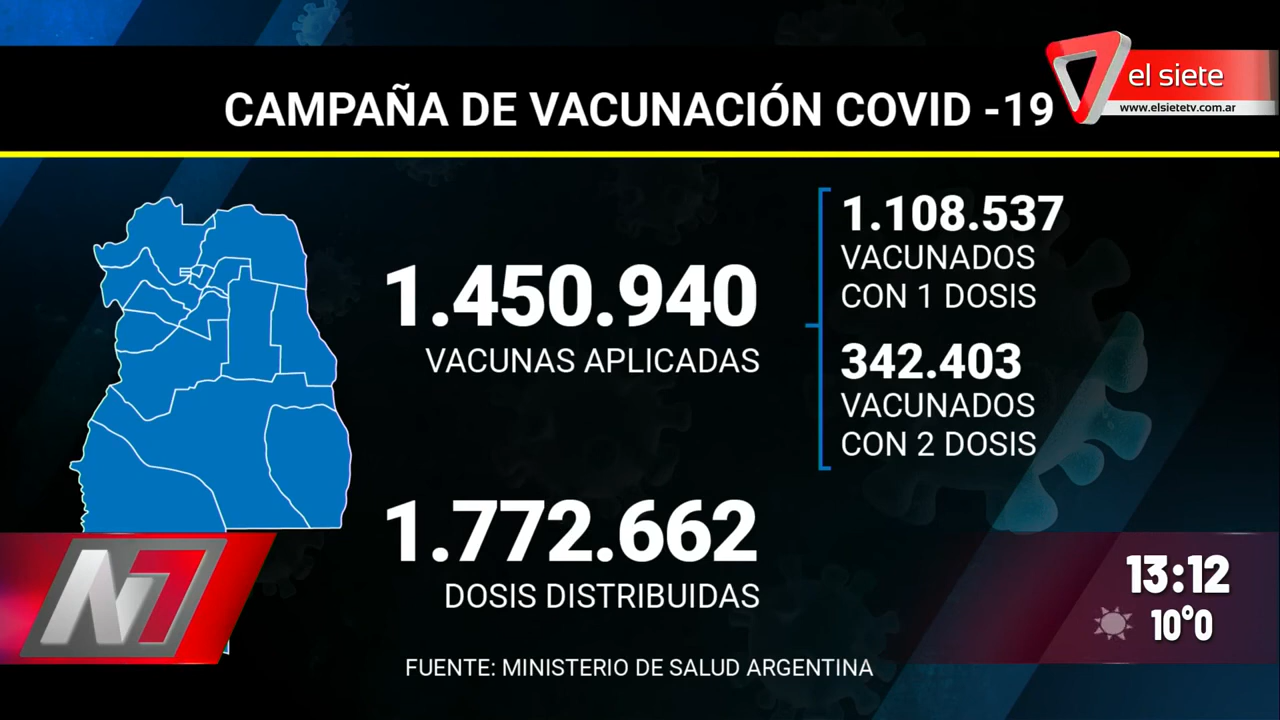 CAMPAÑA DE VACUNACIÓN COVID -19
el siete
www.elsietetv.com.ar
1.450.940
VACUNAS APLICADAS
1.108.537
VACUNADOS
CON 1 DOSIS
342.403
VACUNADOS
CON 2 DOSIS
1.772.662
DOSIS DISTRIBUIDAS
N7
13:12
10°0
FUENTE: MINISTERIO DE SALUD ARGENTINA